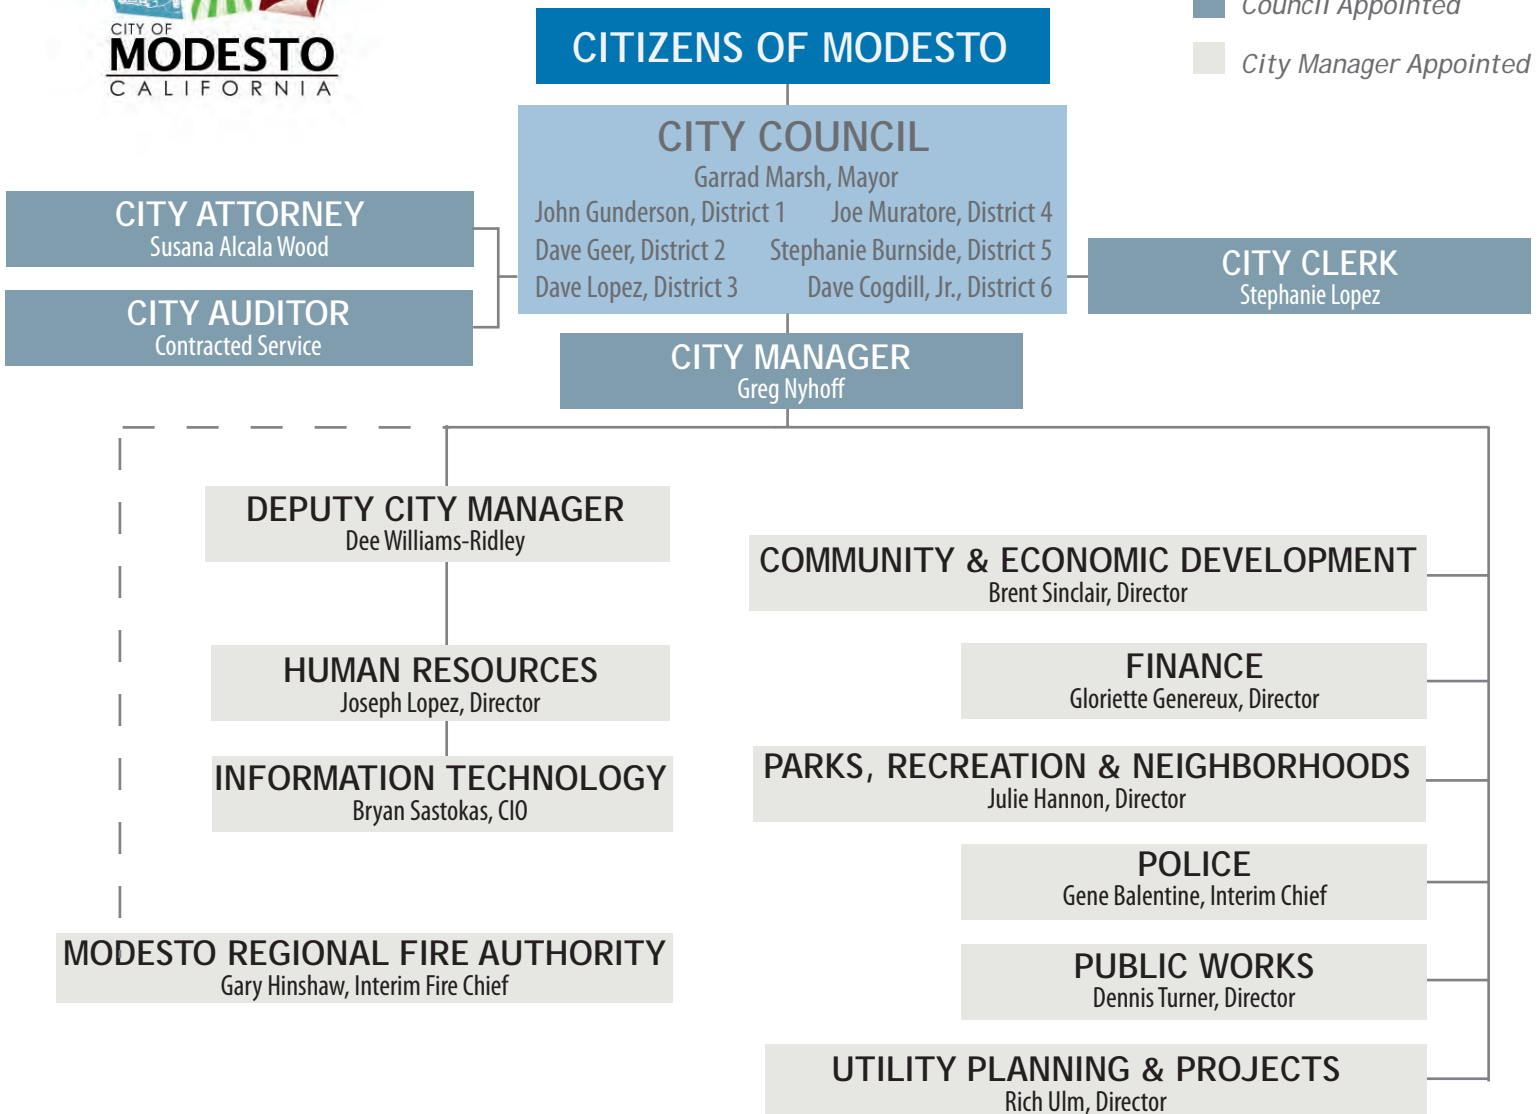 CITY OF
MODESTO
CALIFORNIA
Council Appointed
City Manager Appointed
CITIZENS OF MODESTO
CITY COUNCIL
Garrad Marsh, Mayor
John Gunderson, District 1
Joe Muratore, District 4
Dave Geer, District 2
Stephanie Burnside, District 5
Dave Lopez, District 3
Dave Cogdill, Jr., District 6
CITY ATTORNEY
Susana Alcala Wood
CITY AUDITOR
Contracted Service
CITY CLERK
Stephanie Lopez
CITY MANAGER
Greg Nyhoff
DEPUTY CITY MANAGER
Dee Williams-Ridley
HUMAN RESOURCES
Joseph Lopez, Director
INFORMATION TECHNOLOGY
Bryan Sastokas, CIO
MODESTO REGIONAL FIRE AUTHORITY
Gary Hinshaw, Interim Fire Chief
COMMUNITY & ECONOMIC DEVELOPMENT
Brent Sinclair, Director
FINANCE
Gloriette Genereux, Director
PARKS, RECREATION & NEIGHBORHOODS
Julie Hannon, Director
POLICE
Gene Balentine, Interim Chief
PUBLIC WORKS
Dennis Turner, Director
UTILITY PLANNING & PROJECTS
Rich Ulm, Director